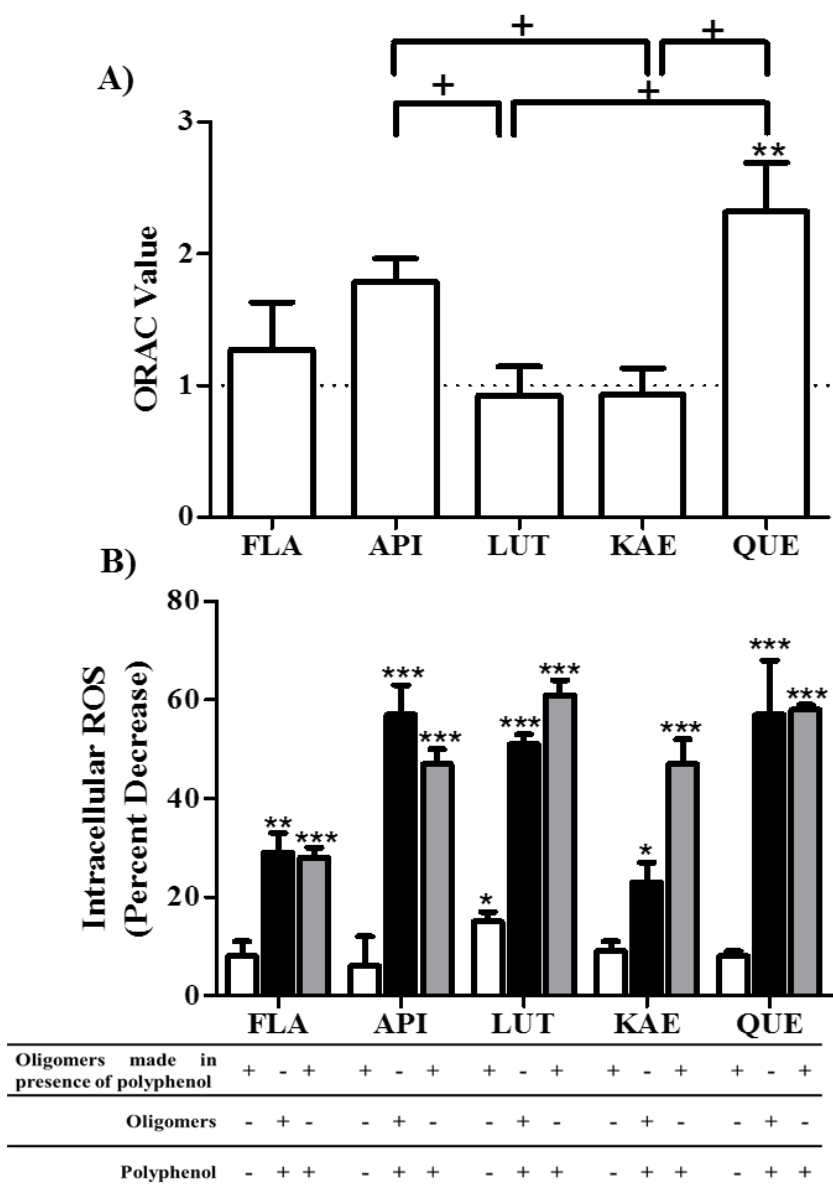 + +
A) + +
3
**
2
ORAC Value
1
0
FLA API LUT KAE QUE
B)
80
*** *** *** *** *** *** ***
60
Intracellular ROS
(Percent Decrease)
40
** *** * *
20
0
FLA API LUT KAE QUE
Oligomers made in
presence of polyphenol + - + + - + + - + + - + + - +
Oligomers - + - - + - - + - - + - - + -
Polyphenol - + + - + + - + + - + + - + +